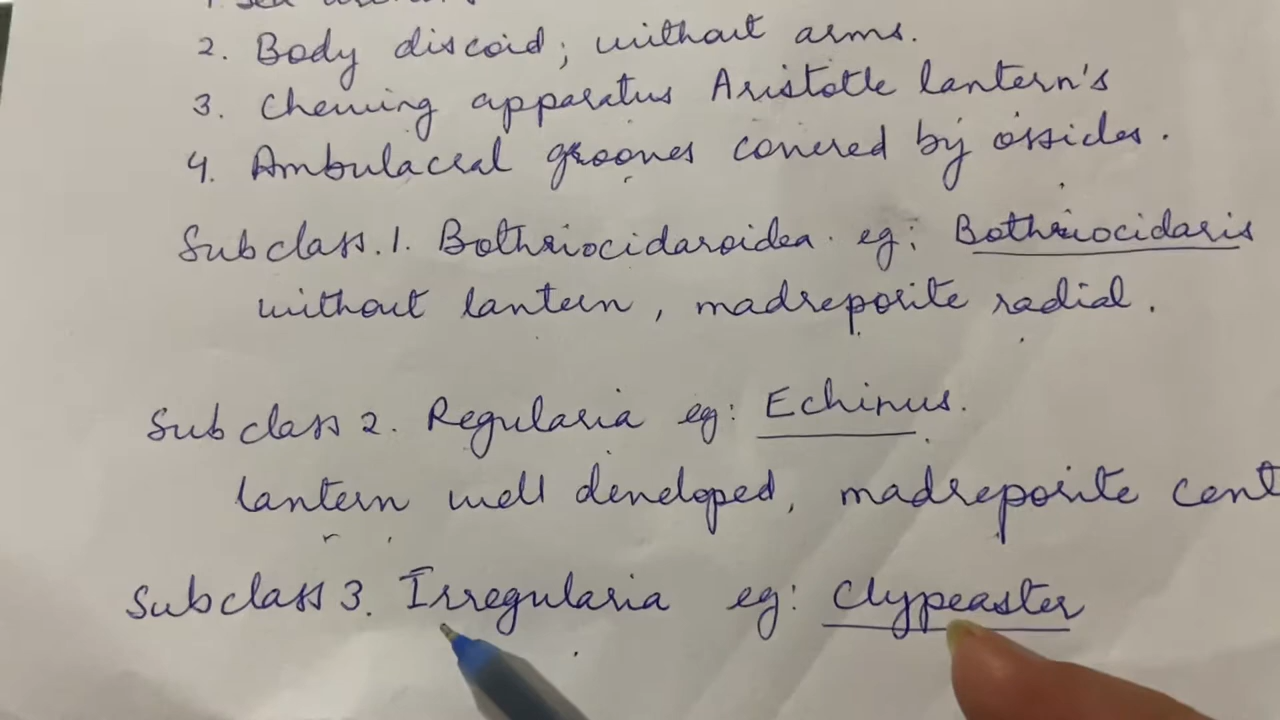 2. Body discoid; without arms.
3. Chewing apparatus Aristotle lantern's
4. Ambulacral grooves covered by ossicles.
Subclass.1. Bothriocidaroidea. eg: Bothriocidaris
without lantern, madreporite radial.
Subclass 2. Regularia eg: Echinus.
lantern well developed, madreporite cent
Subclass 3. Irregularia eg: Clypeaster